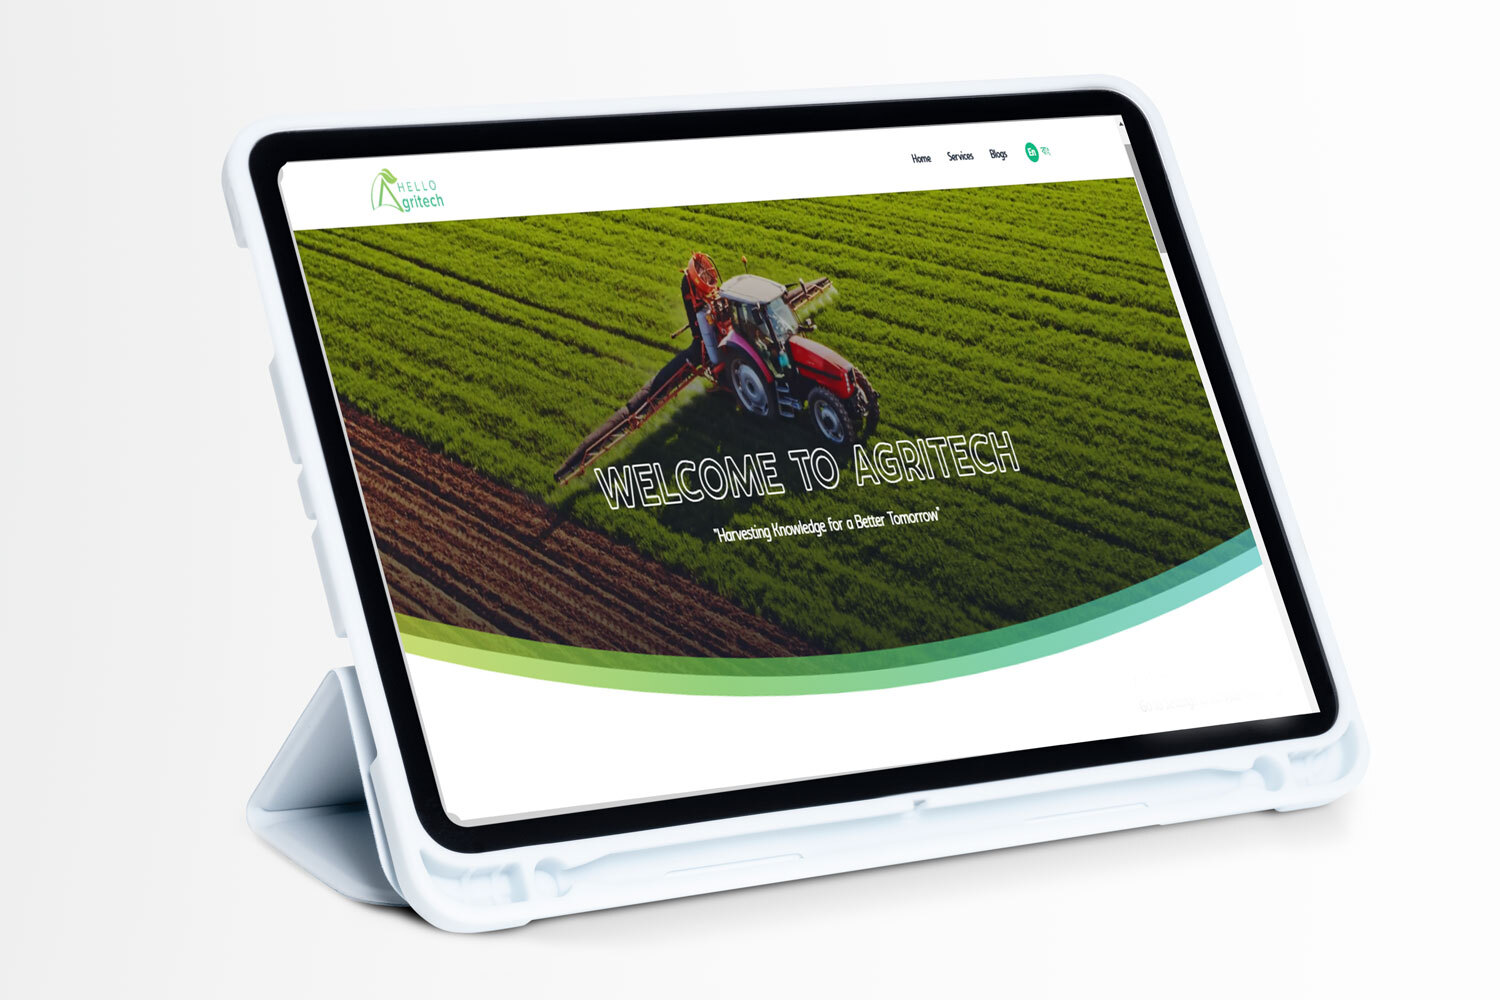 HELLO
Agritech
Home Services Blogs En বাং
WELCOME TO AGRITECH
"Harvesting Knowledge for a Better Tomorrow"